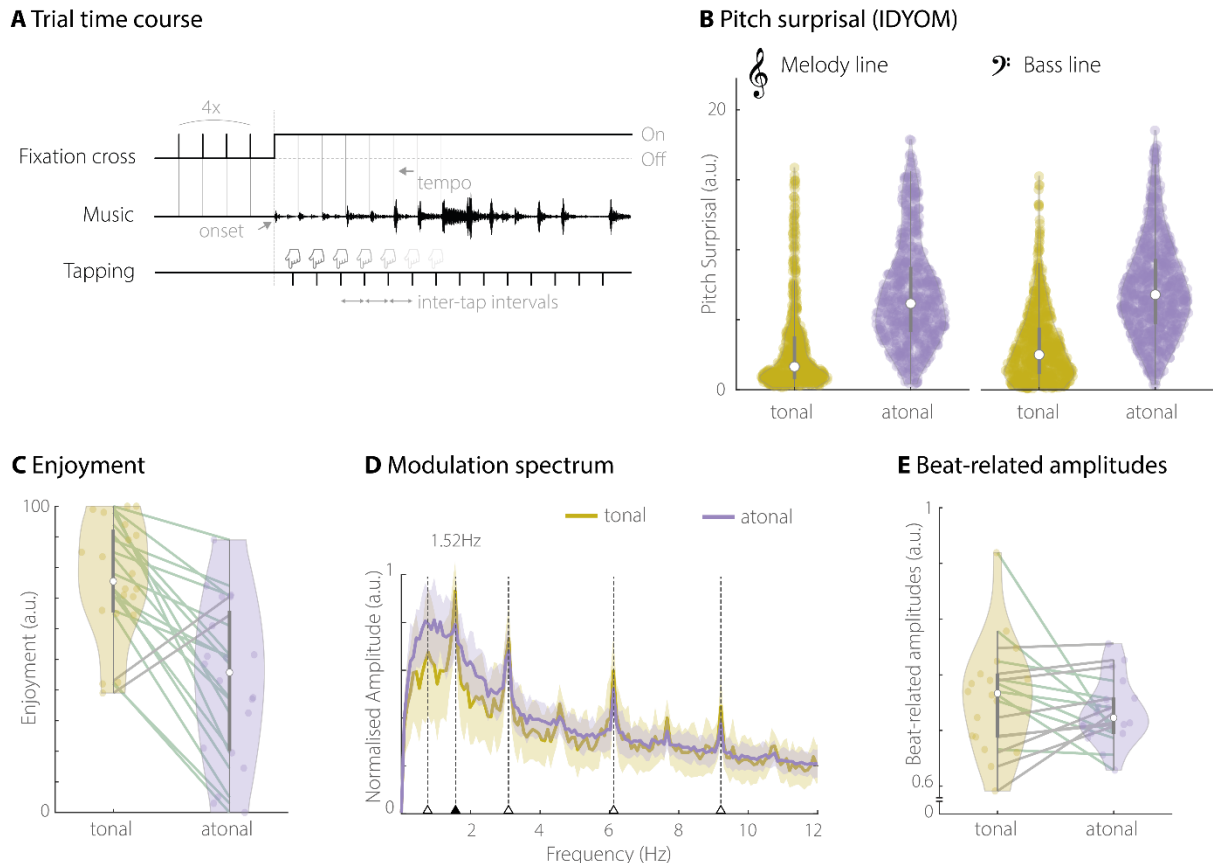 A Trial time course
4x
Fixation cross
On
Off
tempo
Music
onset
Tapping
inter-tap intervals
B Pitch surprisal (IDYOM)
Melody line
Bass line
Pitch Surprisal (a.u.)
20
0
tonal
atonal
tonal
atonal
C Enjoyment
Enjoyment (a.u.)
100
0
tonal
atonal
D Modulation spectrum
tonal
atonal
1.52Hz
Normalised Amplitude (a.u.)
1
0
2
4
6
8
10
12
Frequency (Hz)
E Beat-related amplitudes
Beat-related amplitudes (a.u.)
1
0.6
0
tonal
atonal